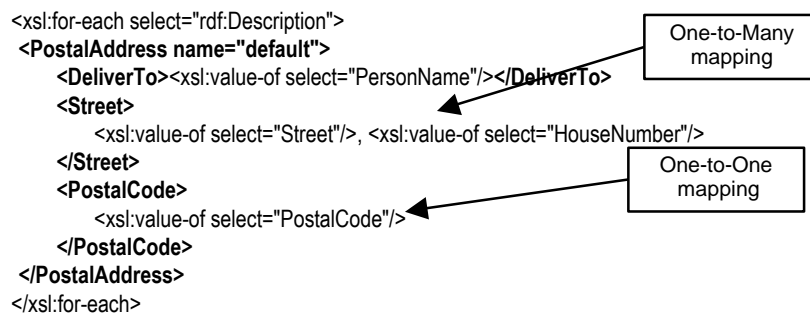 <xsl:for-each select="rdf:Description">
<PostalAddress name="default">
<DeliverTo><xsl:value-of select="PersonName"/></DeliverTo>
<Street>
<xsl:value-of select="Street"/>, <xsl:value-of select="HouseNumber"/>
</Street>
<PostalCode>
<xsl:value-of select="PostalCode"/>
</PostalCode>
</PostalAddress>
</xsl:for-each>
One-to-Many
mapping
One-to-One
mapping